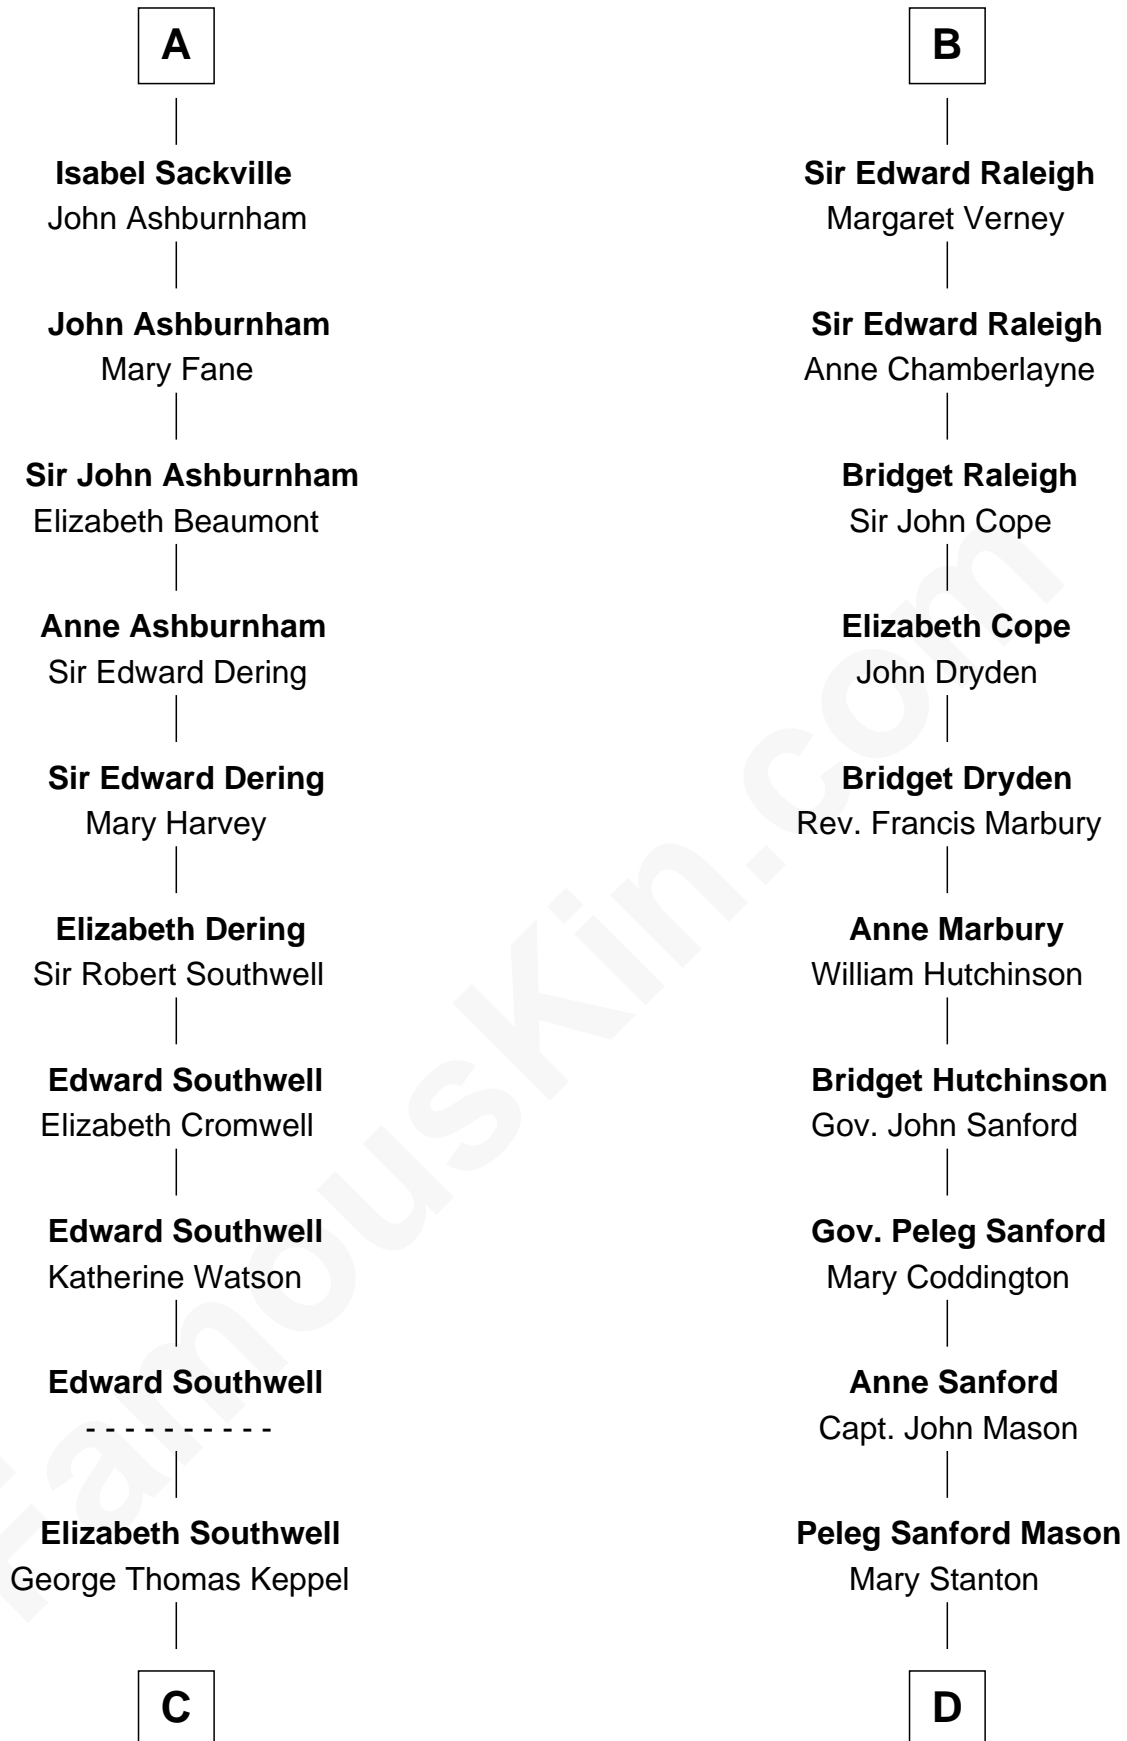 A
Isabel Sackville
John Ashburnham
John Ashburnham
Mary Fane
Sir John Ashburnham
Elizabeth Beaumont
Anne Ashburnham
Sir Edward Dering
Sir Edward Dering
Mary Harvey
Elizabeth Dering
Sir Robert Southwell
Edward Southwell
Elizabeth Cromwell
Edward Southwell
Katherine Watson
Edward Southwell
- - - - - - - - - -
Elizabeth Southwell
George Thomas Keppel
C
B
Sir Edward Raleigh
Margaret Verney
Sir Edward Raleigh
Anne Chamberlayne
Bridget Raleigh
Sir John Cope
Elizabeth Cope
John Dryden
Bridget Dryden
Rev. Francis Marbury
Anne Marbury
William Hutchinson
Bridget Hutchinson
Gov. John Sanford
Gov. Peleg Sanford
Mary Coddington
Anne Sanford
Capt. John Mason
Peleg Sanford Mason
Mary Stanton
D
FamousKin.com